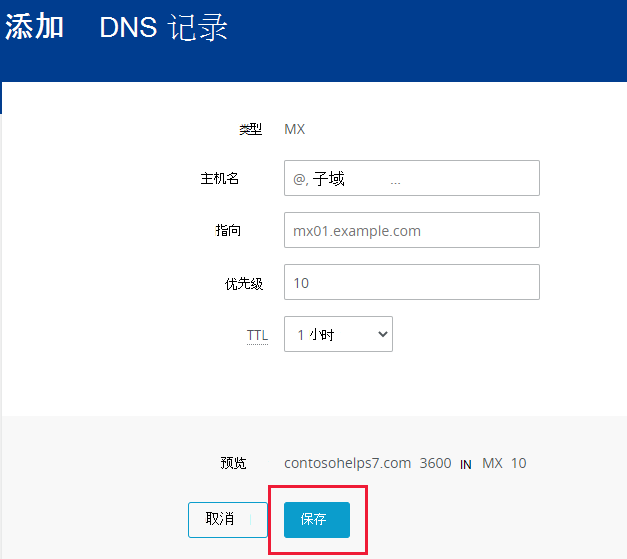 添加 DNS 记录
类型 MX
主机名 @, 子域 ...
指向 mx01.example.com
优先级 10
TTL 1 小时
预览 contosohelps7.com 3600 IN MX 10
取消 保存